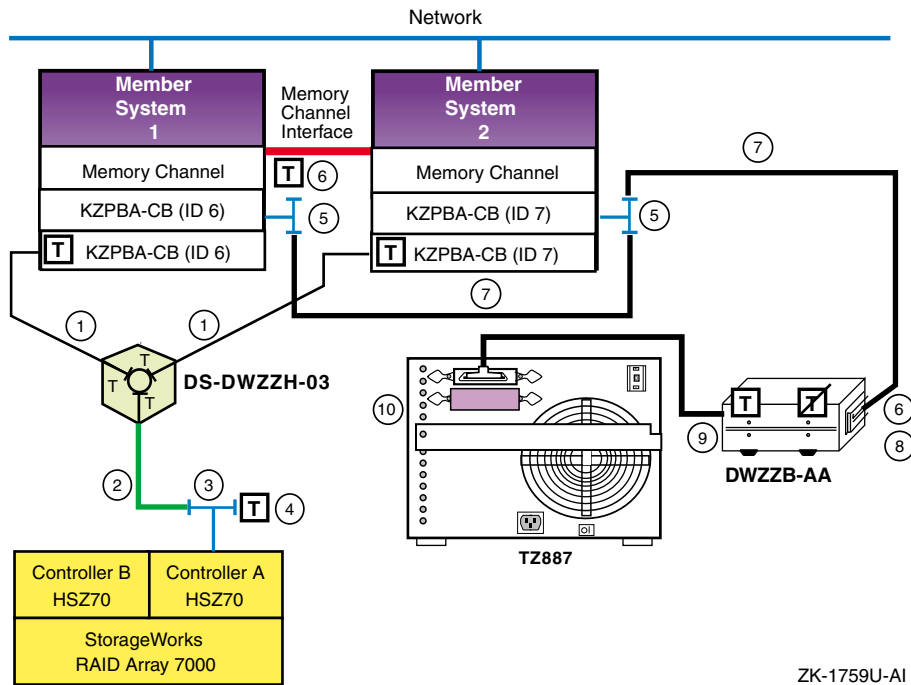 Network
Member
System
1
Memory
Channel
Interface
Member
System
2
7
Memory Channel
T
6
Memory Channel
KZPBA-CB (ID 6)
5
KZPBA-CB (ID 7)
5
T
KZPBA-CB (ID 6)
T
KZPBA-CB (ID 7)
7
1
1
T
T
T
DS-DWZZH-03
10
T
T
6
9
8
DWZZB-AA
2
3
T
4
TZ887
Controller B
HSZ70
Controller A
HSZ70
StorageWorks
RAID Array 7000
ZK-1759U-AI